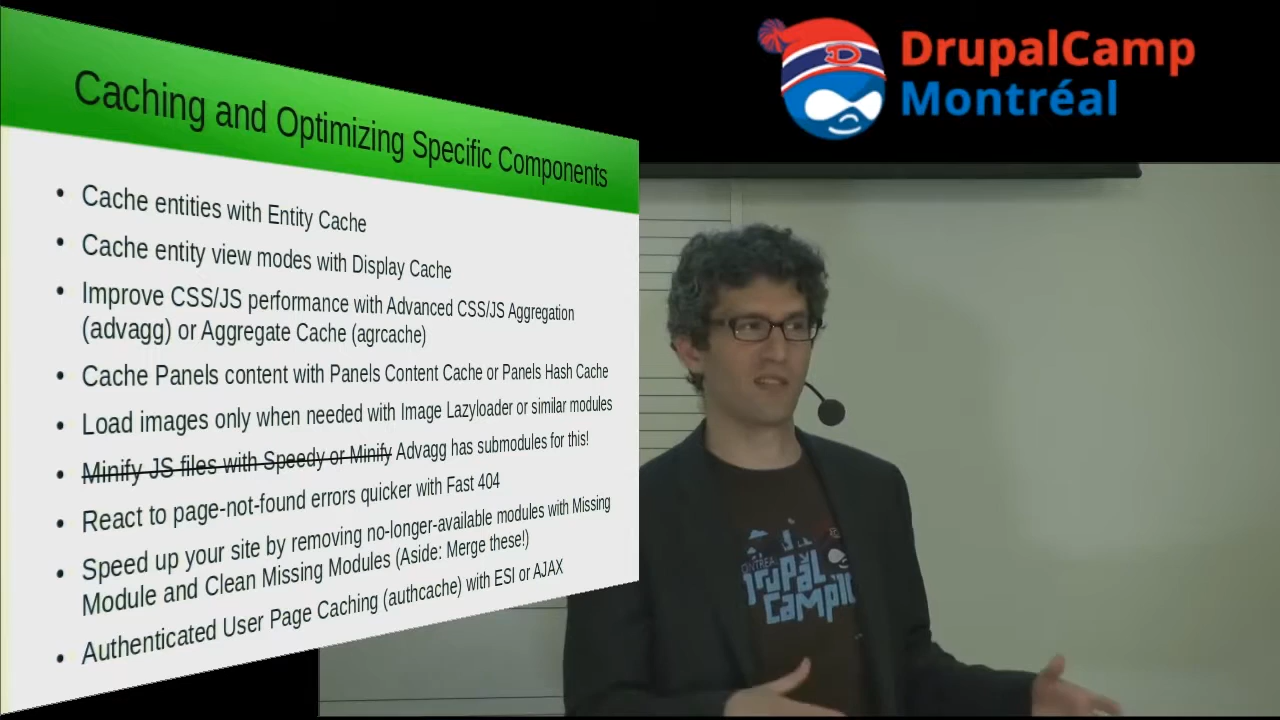 DrupalCamp
Montréal
Caching and Optimizing Specific Components
• Cache entities with Entity Cache
• Cache entity view modes with Display Cache
• Improve CSS/JS performance with Advanced CSS/JS Aggregation
(advagg) or Aggregate Cache (agrcache)
• Cache Panels content with Panels Content Cache or Panels Hash Cache
• Load images only when needed with Image Lazyloader or similar modules
• Minify JS files with Speedy or Minify Advagg has submodules for this!
• React to page-not-found errors quicker with Fast 404
• Speed up your site by removing no-longer-available modules with Missing
Module and Clean Missing Modules (Aside: Merge these!)
• Authenticated User Page Caching (authcache) with ESI or AJAX
DRUPAL